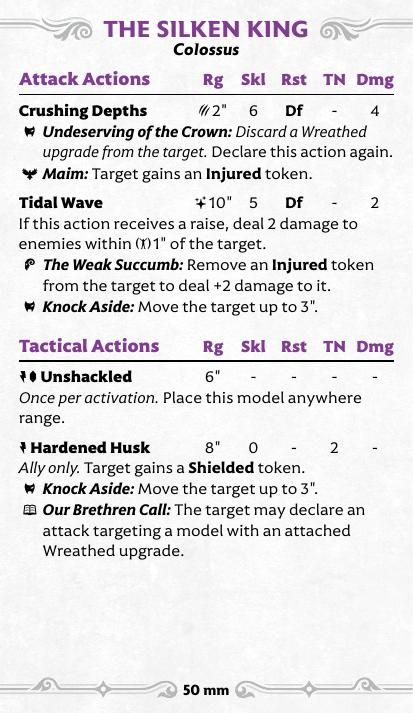 THE SILKEN KING
Colossus
Attack Actions Rg Skl Rst TN Dmg
Crushing Depths 2" 6 Df - 4
Undeserving of the Crown: Discard a Wreathed
upgrade from the target. Declare this action again.
Maim: Target gains an Injured token.
Tidal Wave 10" 5 Df - 2
If this action receives a raise, deal 2 damage to
enemies within 1" of the target.
The Weak Succumb: Remove an Injured token
from the target to deal +2 damage to it.
Knock Aside: Move the target up to 3".
Tactical Actions Rg Skl Rst TN Dmg
Unshackled 6" - - - -
Once per activation. Place this model anywhere
range.
Hardened Husk 8" 0 - 2 -
Ally only. Target gains a Shielded token.
Knock Aside: Move the target up to 3".
Our Brethren Call: The target may declare an
attack targeting a model with an attached
Wreathed upgrade.
50 mm